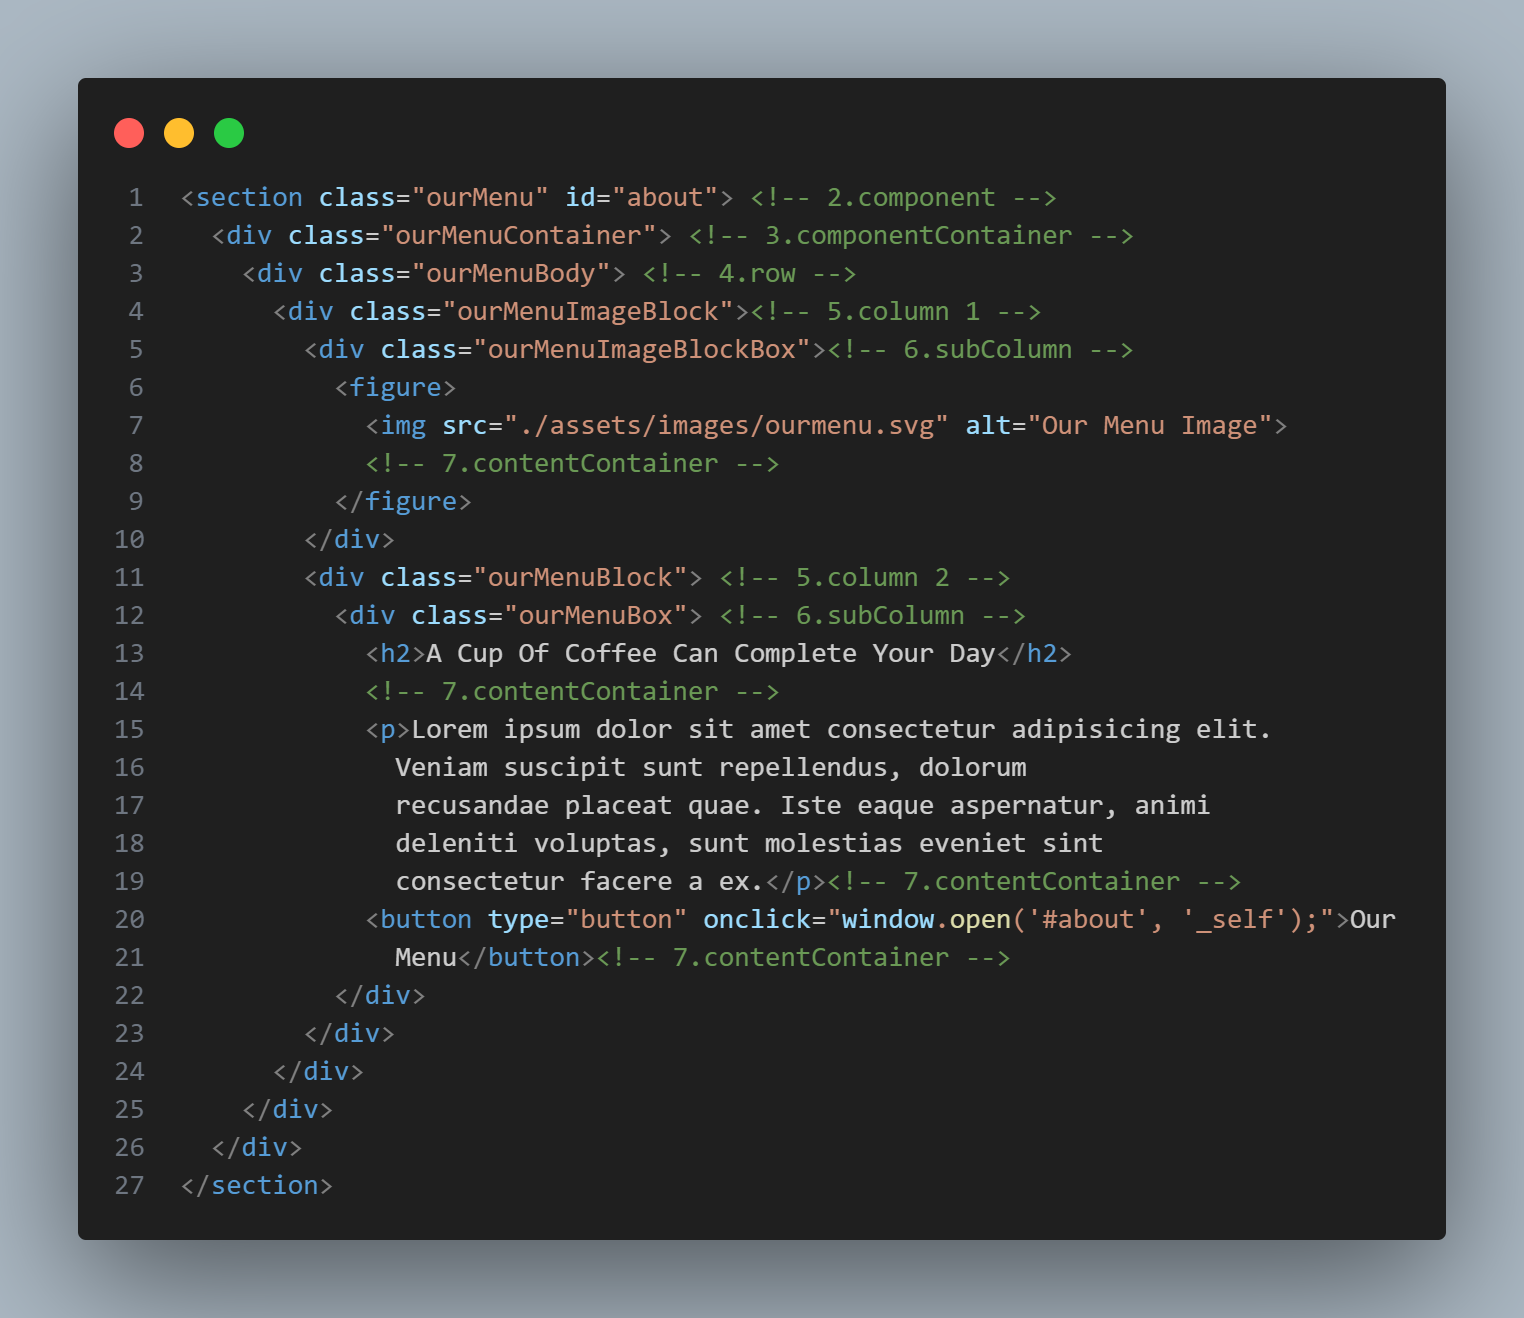 1 <section class="ourMenu" id="about"> <!-- 2.component -->
2   <div class="ourMenuContainer"> <!-- 3.componentContainer -->
3     <div class="ourMenuBody"> <!-- 4.row -->
4       <div class="ourMenuImageBlock"><!-- 5.column 1 -->
5         <div class="ourMenuImageBlockBox"><!-- 6.subColumn -->
6           <figure>
7             <img src="./assets/images/ourmenu.svg" alt="Our Menu Image">
8             <!-- 7.contentContainer -->
9           </figure>
10         </div>
11         <div class="ourMenuBlock"> <!-- 5.column 2 -->
12           <div class="ourMenuBox"> <!-- 6.subColumn -->
13             <h2>A Cup Of Coffee Can Complete Your Day</h2>
14             <!-- 7.contentContainer -->
15             <p>Lorem ipsum dolor sit amet consectetur adipisicing elit.
16               Veniam suscipit sunt repellendus, dolorum
17               recusandae placeat quae. Iste eaque aspernatur, animi
18               deleniti voluptas, sunt molestias eveniet sint
19               consectetur facere a ex.</p><!-- 7.contentContainer -->
20             <button type="button" onclick="window.open('#about', '_self');">Our
21               Menu</button><!-- 7.contentContainer -->
22           </div>
23         </div>
24       </div>
25     </div>
26   </div>
27 </section>